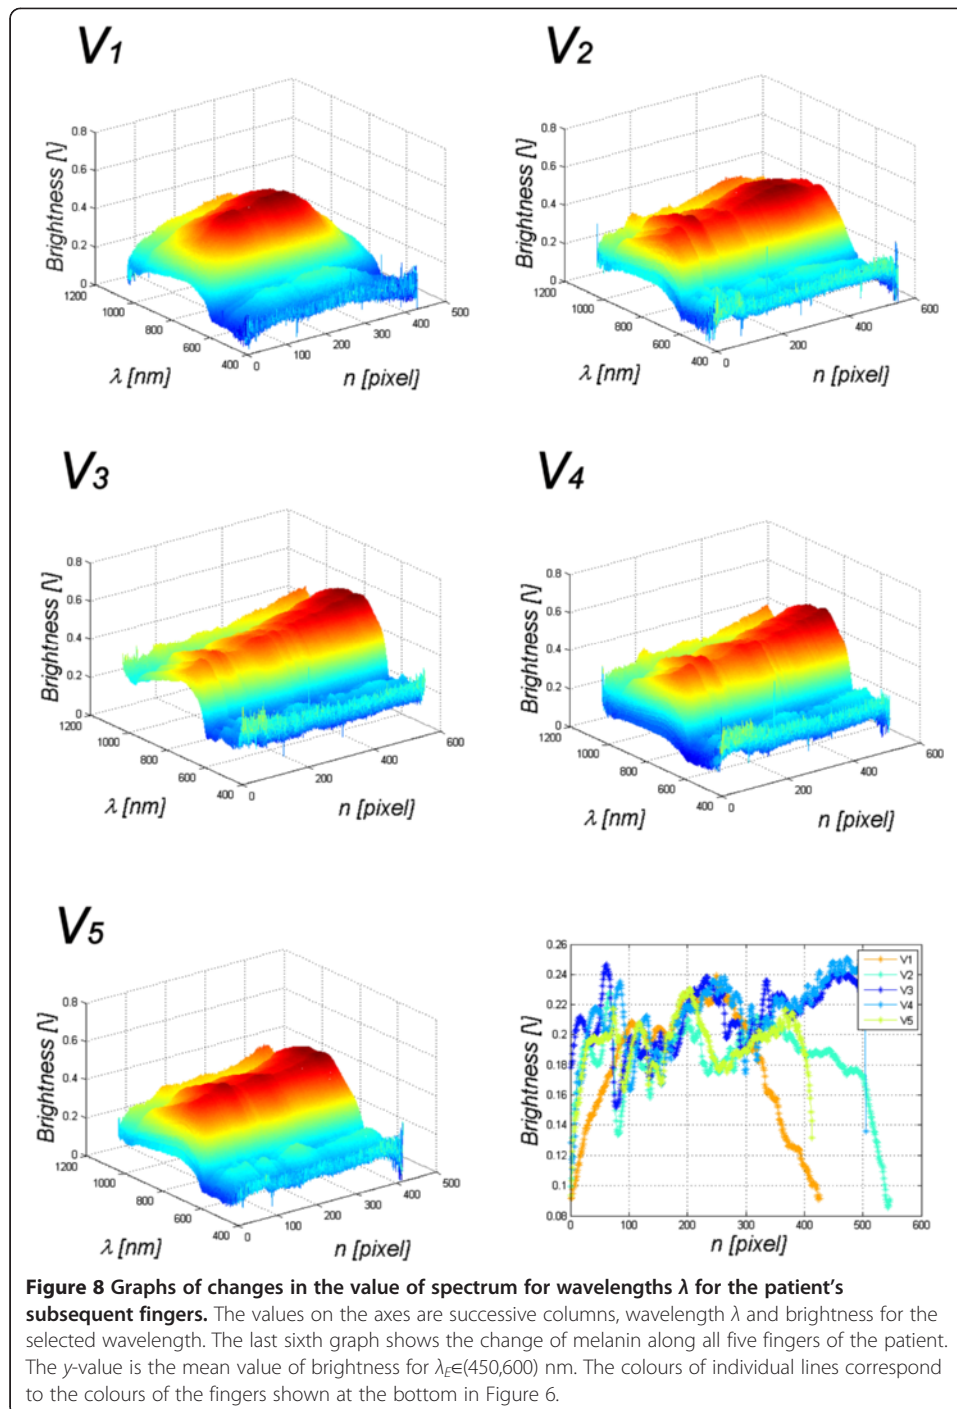 V1
V2
Brightness [\]
0.8
0.6
0.4
0.2
0
1200
1000
800
600
400
λ [nm]
0
100
200
300
400
500
n [pixel]
Brightness [\]
0.8
0.6
0.4
0.2
0
1200
1000
800
600
400
λ [nm]
0
200
400
600
n [pixel]
V3
V4
Brightness [\]
0.8
0.6
0.4
0.2
0
1200
1000
800
600
400
λ [nm]
0
200
400
600
n [pixel]
Brightness [\]
0.8
0.6
0.4
0.2
0
1200
1000
800
600
400
λ [nm]
0
200
400
600
n [pixel]
V5
Brightness [\]
0.8
0.6
0.4
0.2
0
1200
1000
800
600
400
λ [nm]
0
100
200
300
400
500
n [pixel]
Brightness [\]
0.26
0.24
0.22
0.2
0.18
0.16
0.14
0.12
0.1
0.08
0
100
200
300
400
500
600
n [pixel]
V1
V2
V3
V4
V5
Figure 8 Graphs of changes in the value of spectrum for wavelengths λ for the patient's
subsequent fingers. The values on the axes are successive columns, wavelength λ and brightness for the
selected wavelength. The last sixth graph shows the change of melanin along all five fingers of the patient.
The y-value is the mean value of brightness for λE∈(450,600) nm. The colours of individual lines correspond
to the colours of the fingers shown at the bottom in Figure 6.